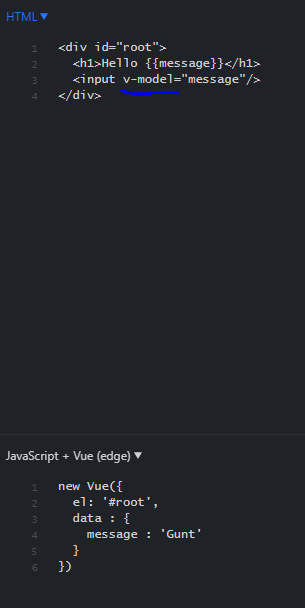 HTML▼
1 <div id="root">
2 <h1>Hello {{message}}</h1>
3 <input v-model="message"/>
4 </div>
JavaScript + Vue (edge) ▼
1 new Vue({
2 el: '#root',
3 data : {
4 message : 'Gunt'
5 }
6 })